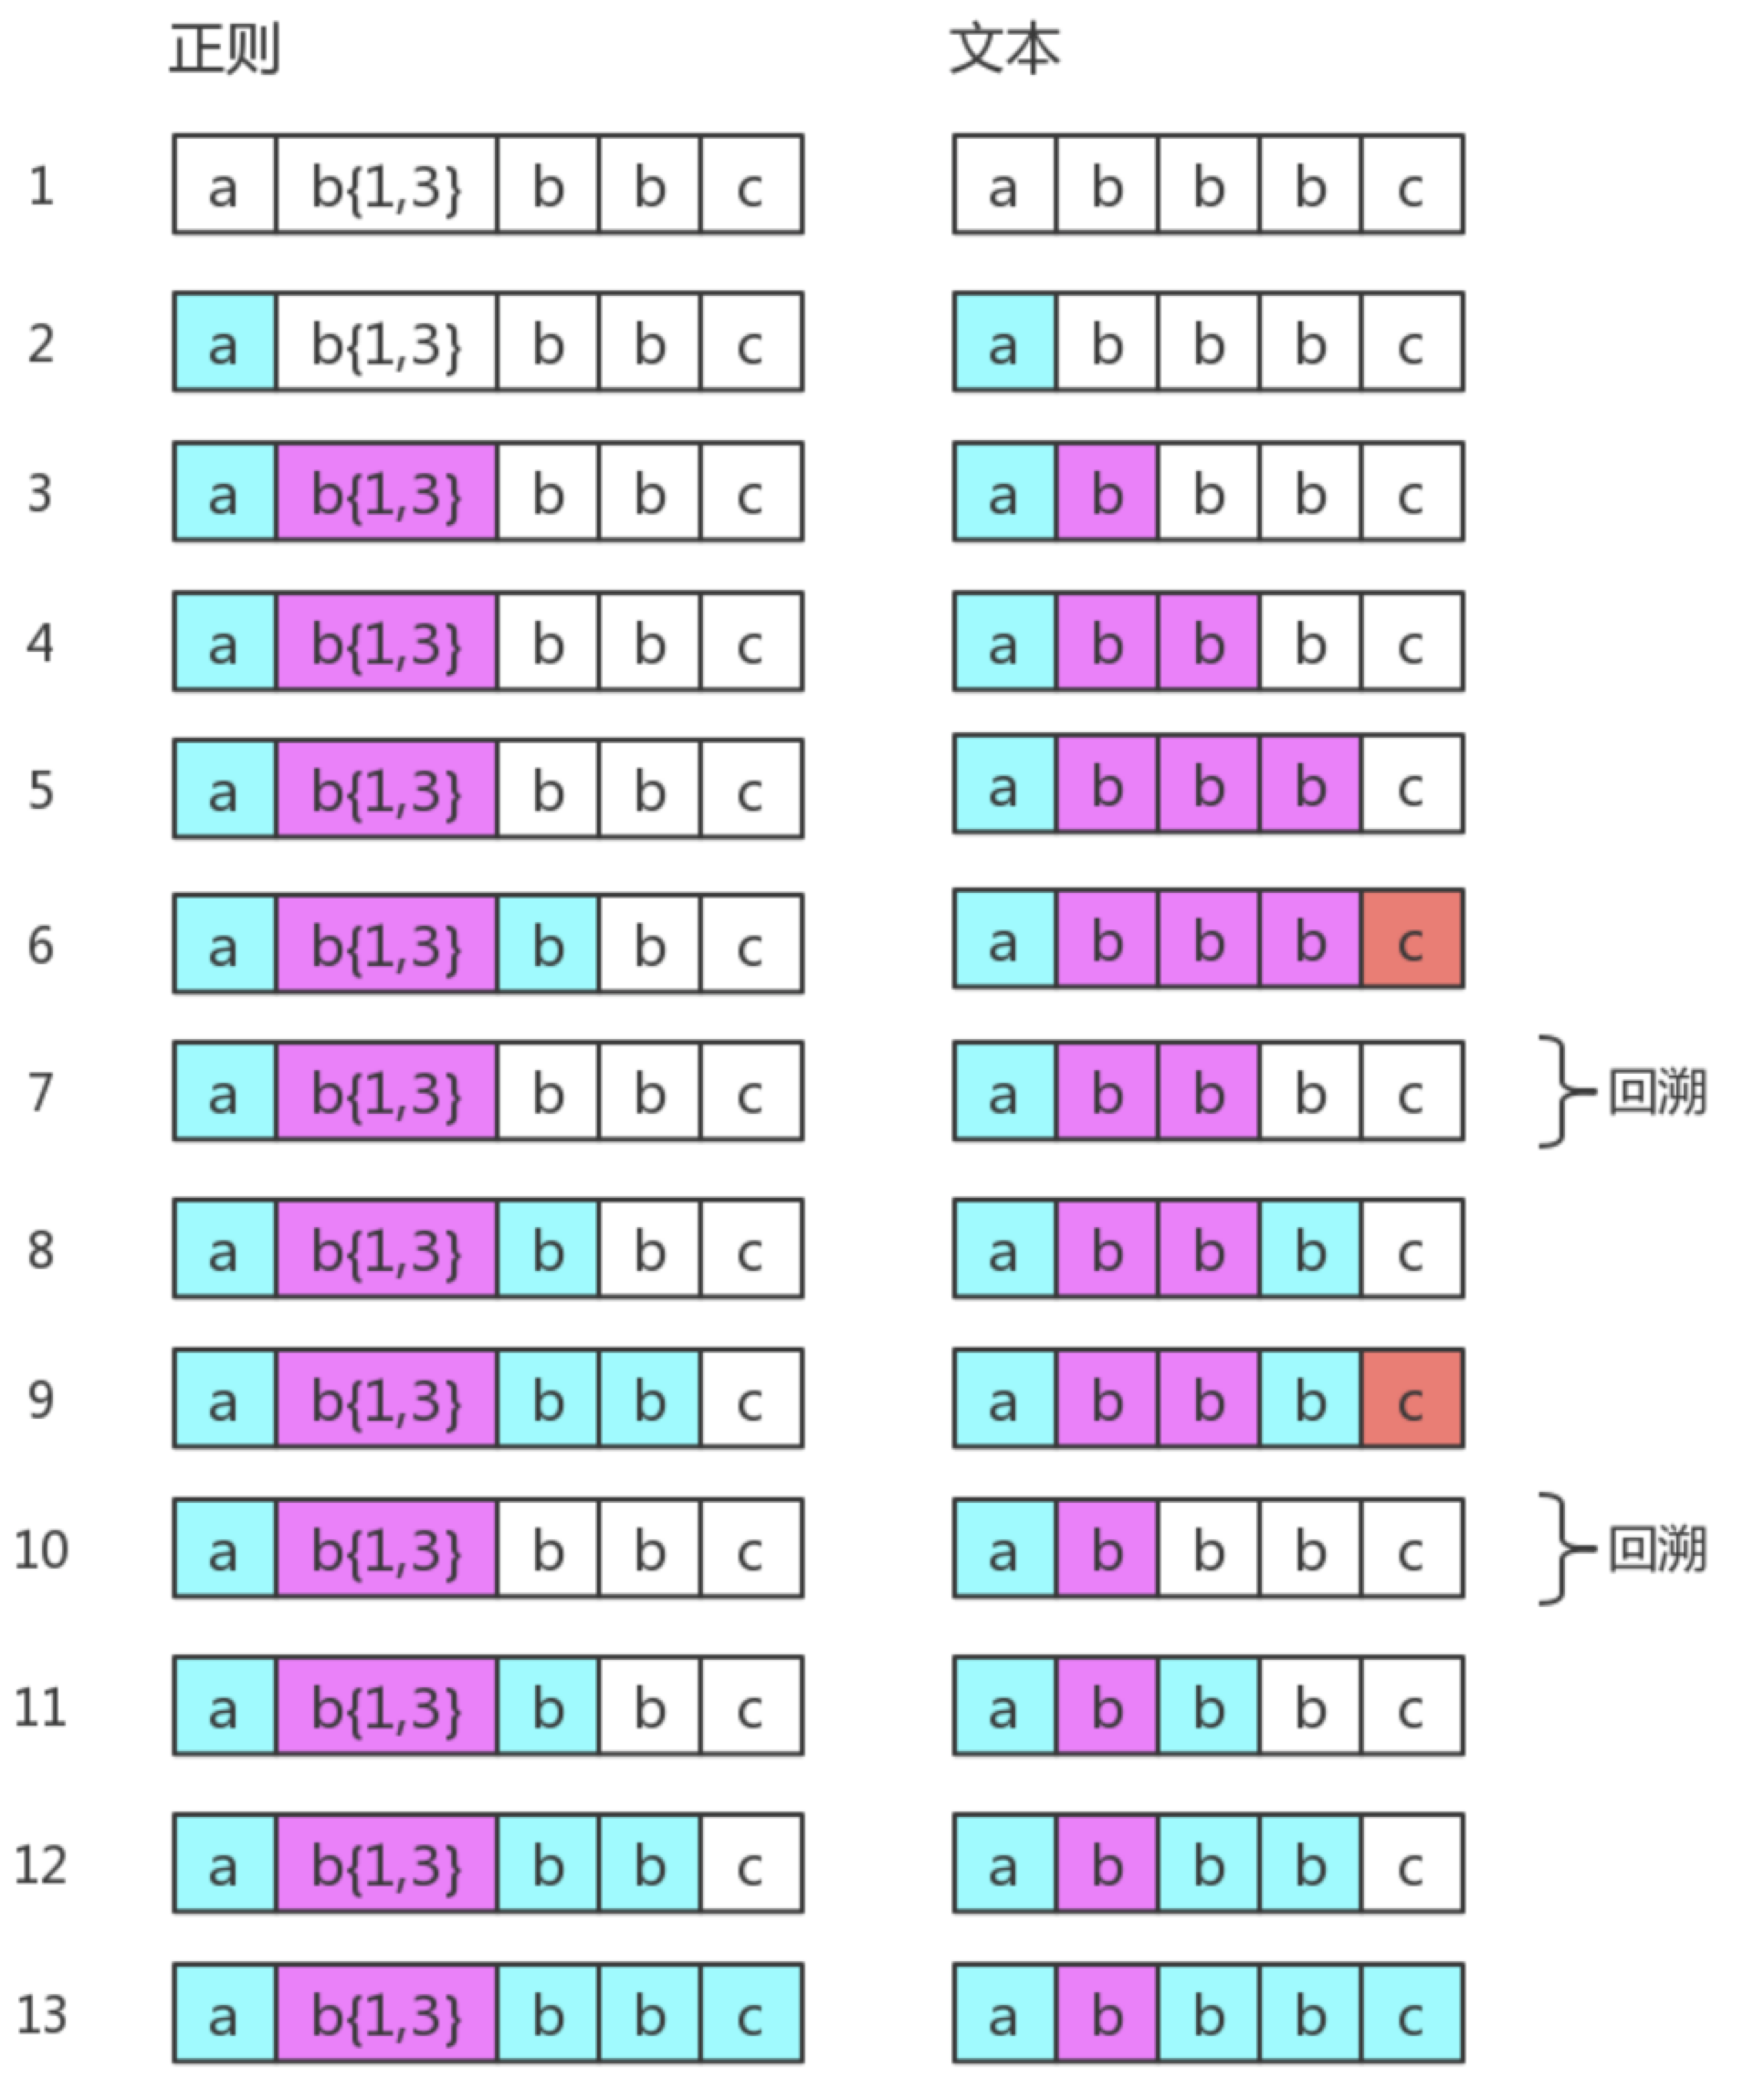 正则 文本
1 a b{1,3} b b c a b b b c
2 a b{1,3} b b c a b b b c
3 a b{1,3} b b c a b b b c
4 a b{1,3} b b c a b b b c
5 a b{1,3} b b c a b b b c
6 a b{1,3} b b c a b b b c
7 a b{1,3} b b c a b b b c 回溯
8 a b{1,3} b b c a b b b c
9 a b{1,3} b b c a b b b c
10 a b{1,3} b b c a b b b c 回溯
11 a b{1,3} b b c a b b b c
12 a b{1,3} b b c a b b b c
13 a b{1,3} b b c a b b b c